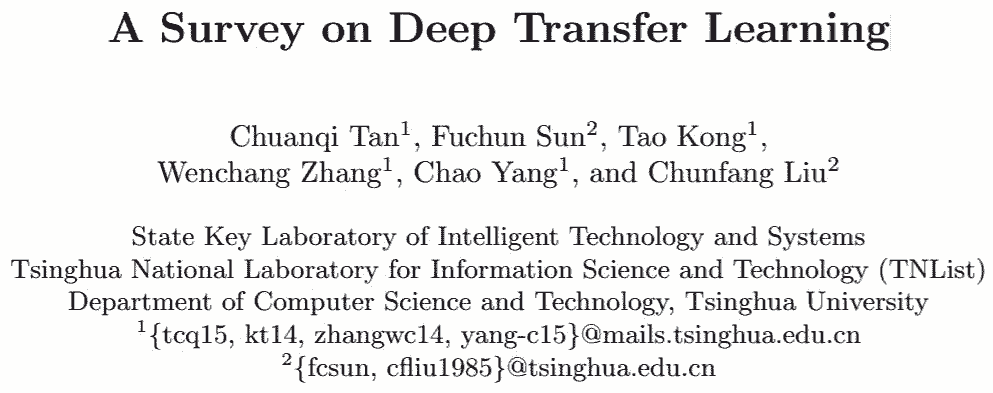 A Survey on Deep Transfer Learning
Chuanqi Tan¹, Fuchun Sun², Tao Kong¹,
Wenchang Zhang¹, Chao Yang¹, and Chunfang Liu²
State Key Laboratory of Intelligent Technology and Systems
Tsinghua National Laboratory for Information Science and Technology (TNList)
Department of Computer Science and Technology, Tsinghua University
¹{tcq15, kt14, zhangwc14, yang-c15}@mails.tsinghua.edu.cn
²{fcsun, cfliu1985}@tsinghua.edu.cn